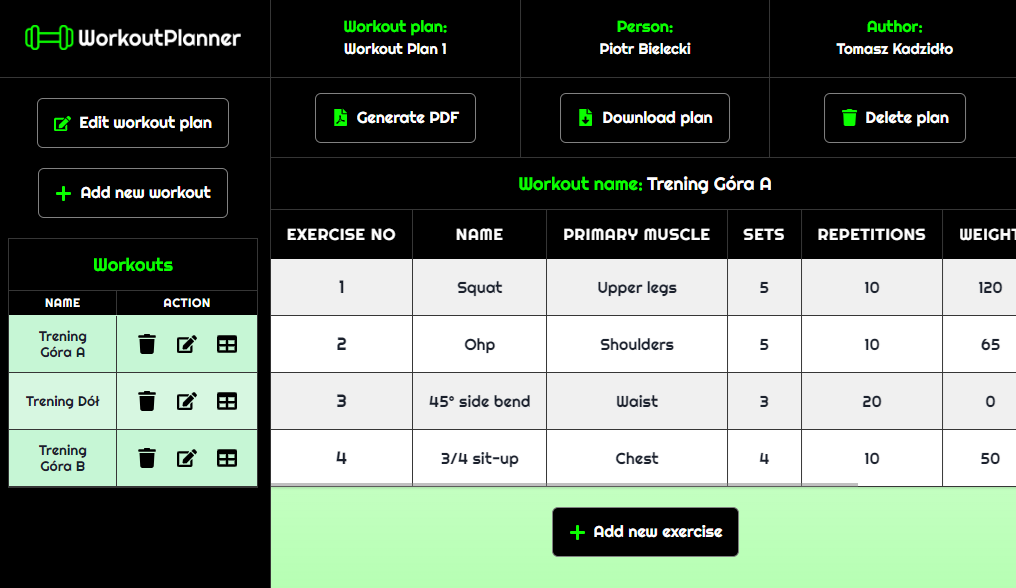 WorkoutPlanner
Workout plan:
Workout Plan 1
Person:
Piotr Bielecki
Author:
Tomasz Kadzidło
Edit workout plan
Add new workout
Generate PDF
Download plan
Delete plan
Workouts
NAME ACTION
Trening
Góra A
Trening Dół
Trening
Góra B
Workout name: Trening Góra A
EXERCISE NO NAME PRIMARY MUSCLE SETS REPETITIONS WEIGHT
1 Squat Upper legs 5 10 120
2 Ohp Shoulders 5 10 65
3 45° side bend Waist 3 20 0
4 3/4 sit-up Chest 4 10 50
Add new exercise